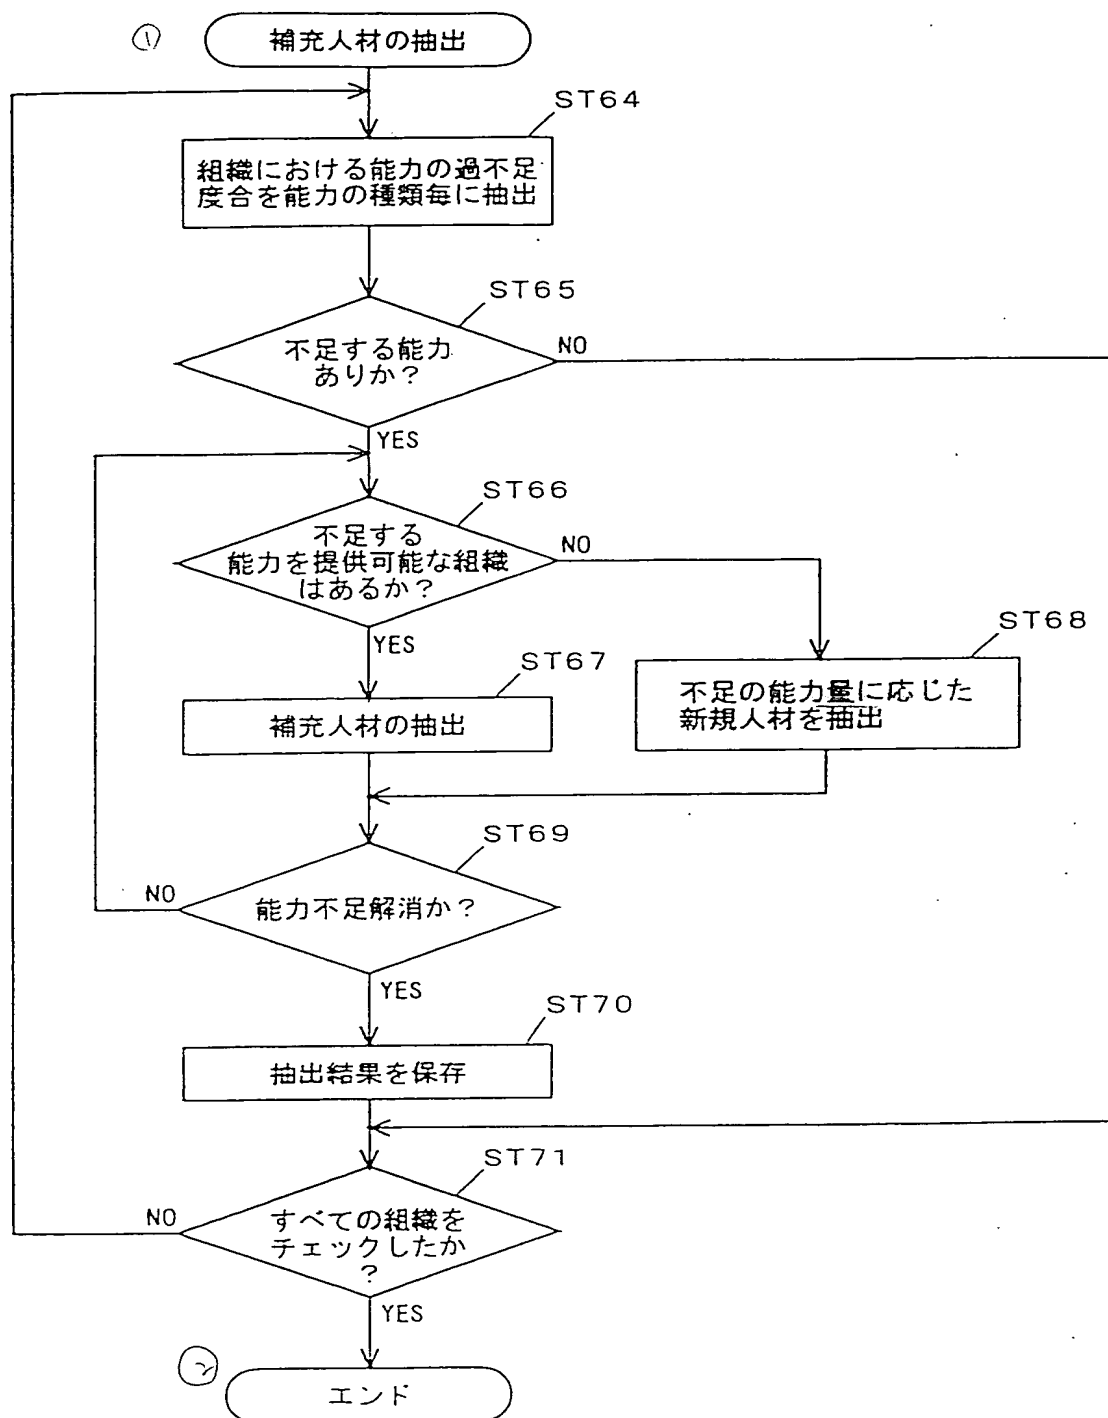 ①
補充人材の抽出
ST64
組織における能力の過不足
度合を能力の種類毎に抽出
ST65
不足する能力
ありか？
NO
YES
ST66
不足する
能力を提供可能な組織
はあるか？
NO
YES
ST67
補充人材の抽出
ST68
不足の能力量に応じた
新規人材を抽出
ST69
能力不足解消か？
NO
YES
ST70
抽出結果を保存
ST71
すべての組織を
チェックしたか
？
NO
YES
②
エンド